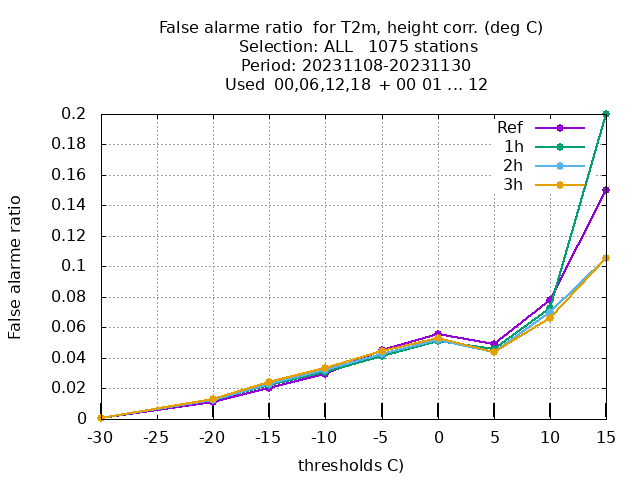 False alarme ratio  for T2m, height corr. (deg C)
Selection: ALL   1075 stations
Period: 20231108-20231130
Used  00,06,12,18  + 00 01 ... 12
Ref
1h
2h
3h
0.2
0.18
0.16
0.14
0.12
0.1
0.08
0.06
0.04
0.02
0
False alarme ratio
-30 -25 -20 -15 -10 -5 0 5 10 15
thresholds C)